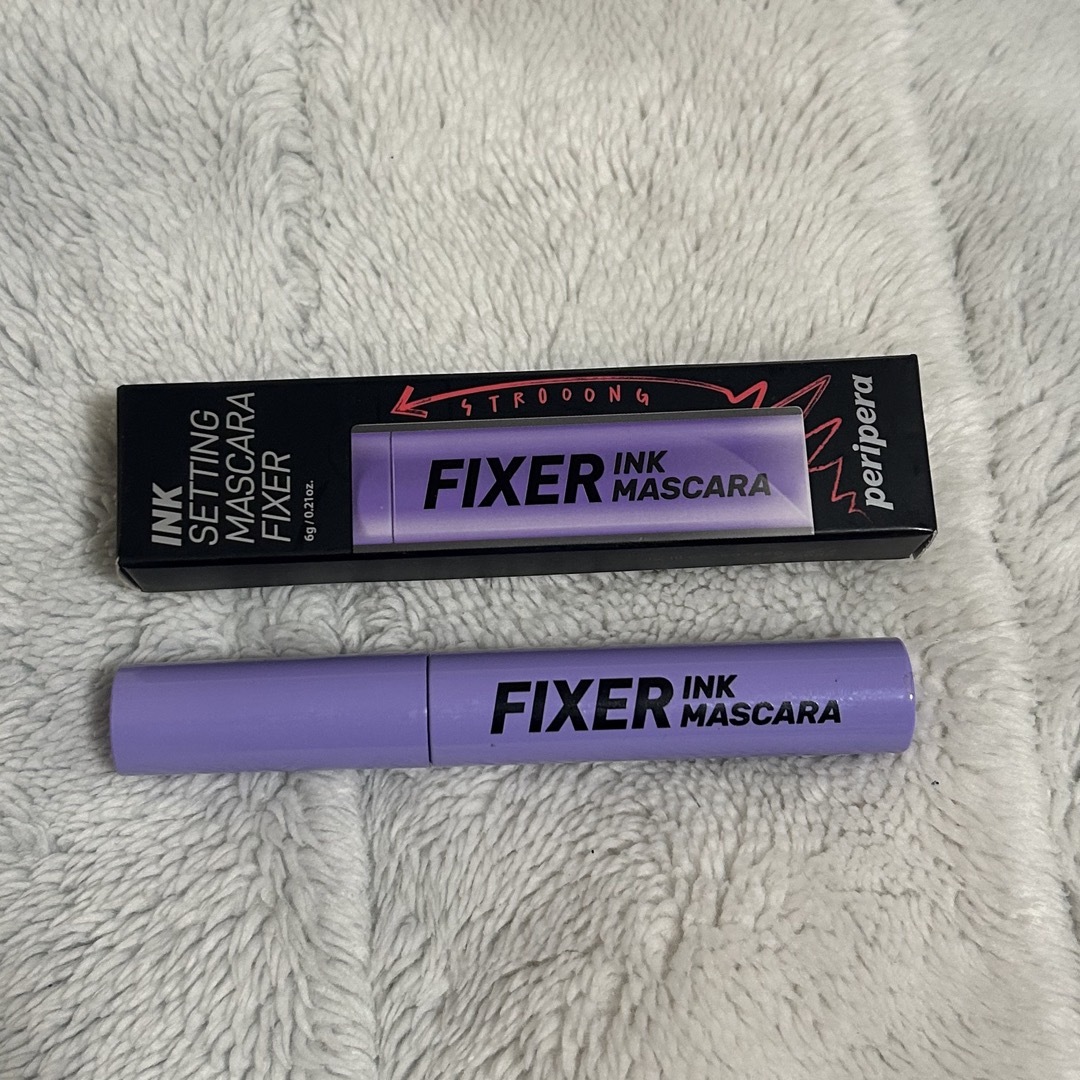 INK
SETTING
MASCARA
FIXER
6g / 0.21oz.
STROOONG
FIXER INK
MASCARA
peripera
FIXER INK
MASCARA